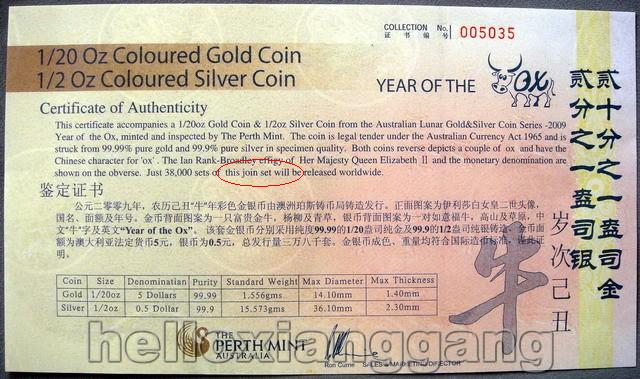 COLLECTION No.
证书编号
005035
1/20 Oz Coloured Gold Coin
1/2 Oz Coloured Silver Coin
YEAR OF THE OX
贰十分之一盎司金
贰分之一盎司银
Certificate of Authenticity
This certificate accompanies a 1/20oz Gold Coin & 1/2oz Silver Coin from the Australian Lunar Gold&Silver Coin Series -2009
Year of the Ox, minted and inspected by The Perth Mint. The coin is legal tender under the Australian Currency Act 1965 and is
struck from 99.99% pure gold and 99.9% pure silver in specimen quality. Both coins reverse depicts a couple of ox and have the
Chinese character for 'ox'. The Ian Rank-Broadley effigy of Her Majesty Queen Elizabeth II and the monetary denomination are
shown on the obverse. Just 38,000 sets of this join set will be released worldwide.
鉴定证书
公元二零零九年，农历己丑“牛”年彩色金银币由澳洲珀斯铸币局铸造发行。正面图案为伊利莎白女皇二世头像，
国名、面额及年号。金币背面图案为一只富贵金牛，杨柳及青草，银币背面图案为一对如意福牛，高山及草原，中
文“牛”字及英文“Year of the Ox”。该套金银币分别采用纯度99.99的1/20盎司纯金及99.9的1/2盎司纯银铸造。金币面
额为澳大利亚法定货币5元，银币为0.5元，总发行量三万八千套。金银币成色、重量均符合国际造币标准，谨此证
明。
岁次己丑
牛
Coin Size Denomination Purity Standard Weight Max Diameter Max Thickness
Gold 1/20oz 5 Dollars 99.99 1.556gms 14.10mm 1.40mm
Silver 1/2oz 0.5 Dollar 99.9 15.573gms 36.10mm 2.30mm
THE
PERTH MINT
AUSTRALIA
Ron Currie SALES & MARKETING DIRECTOR
helloxianggang